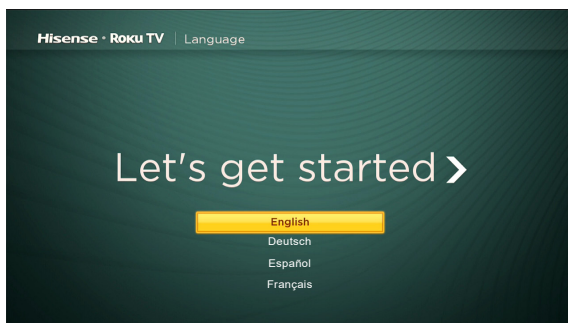 Hisense • Roku TV | Language
Let's get started
English
Deutsch
Español
Français